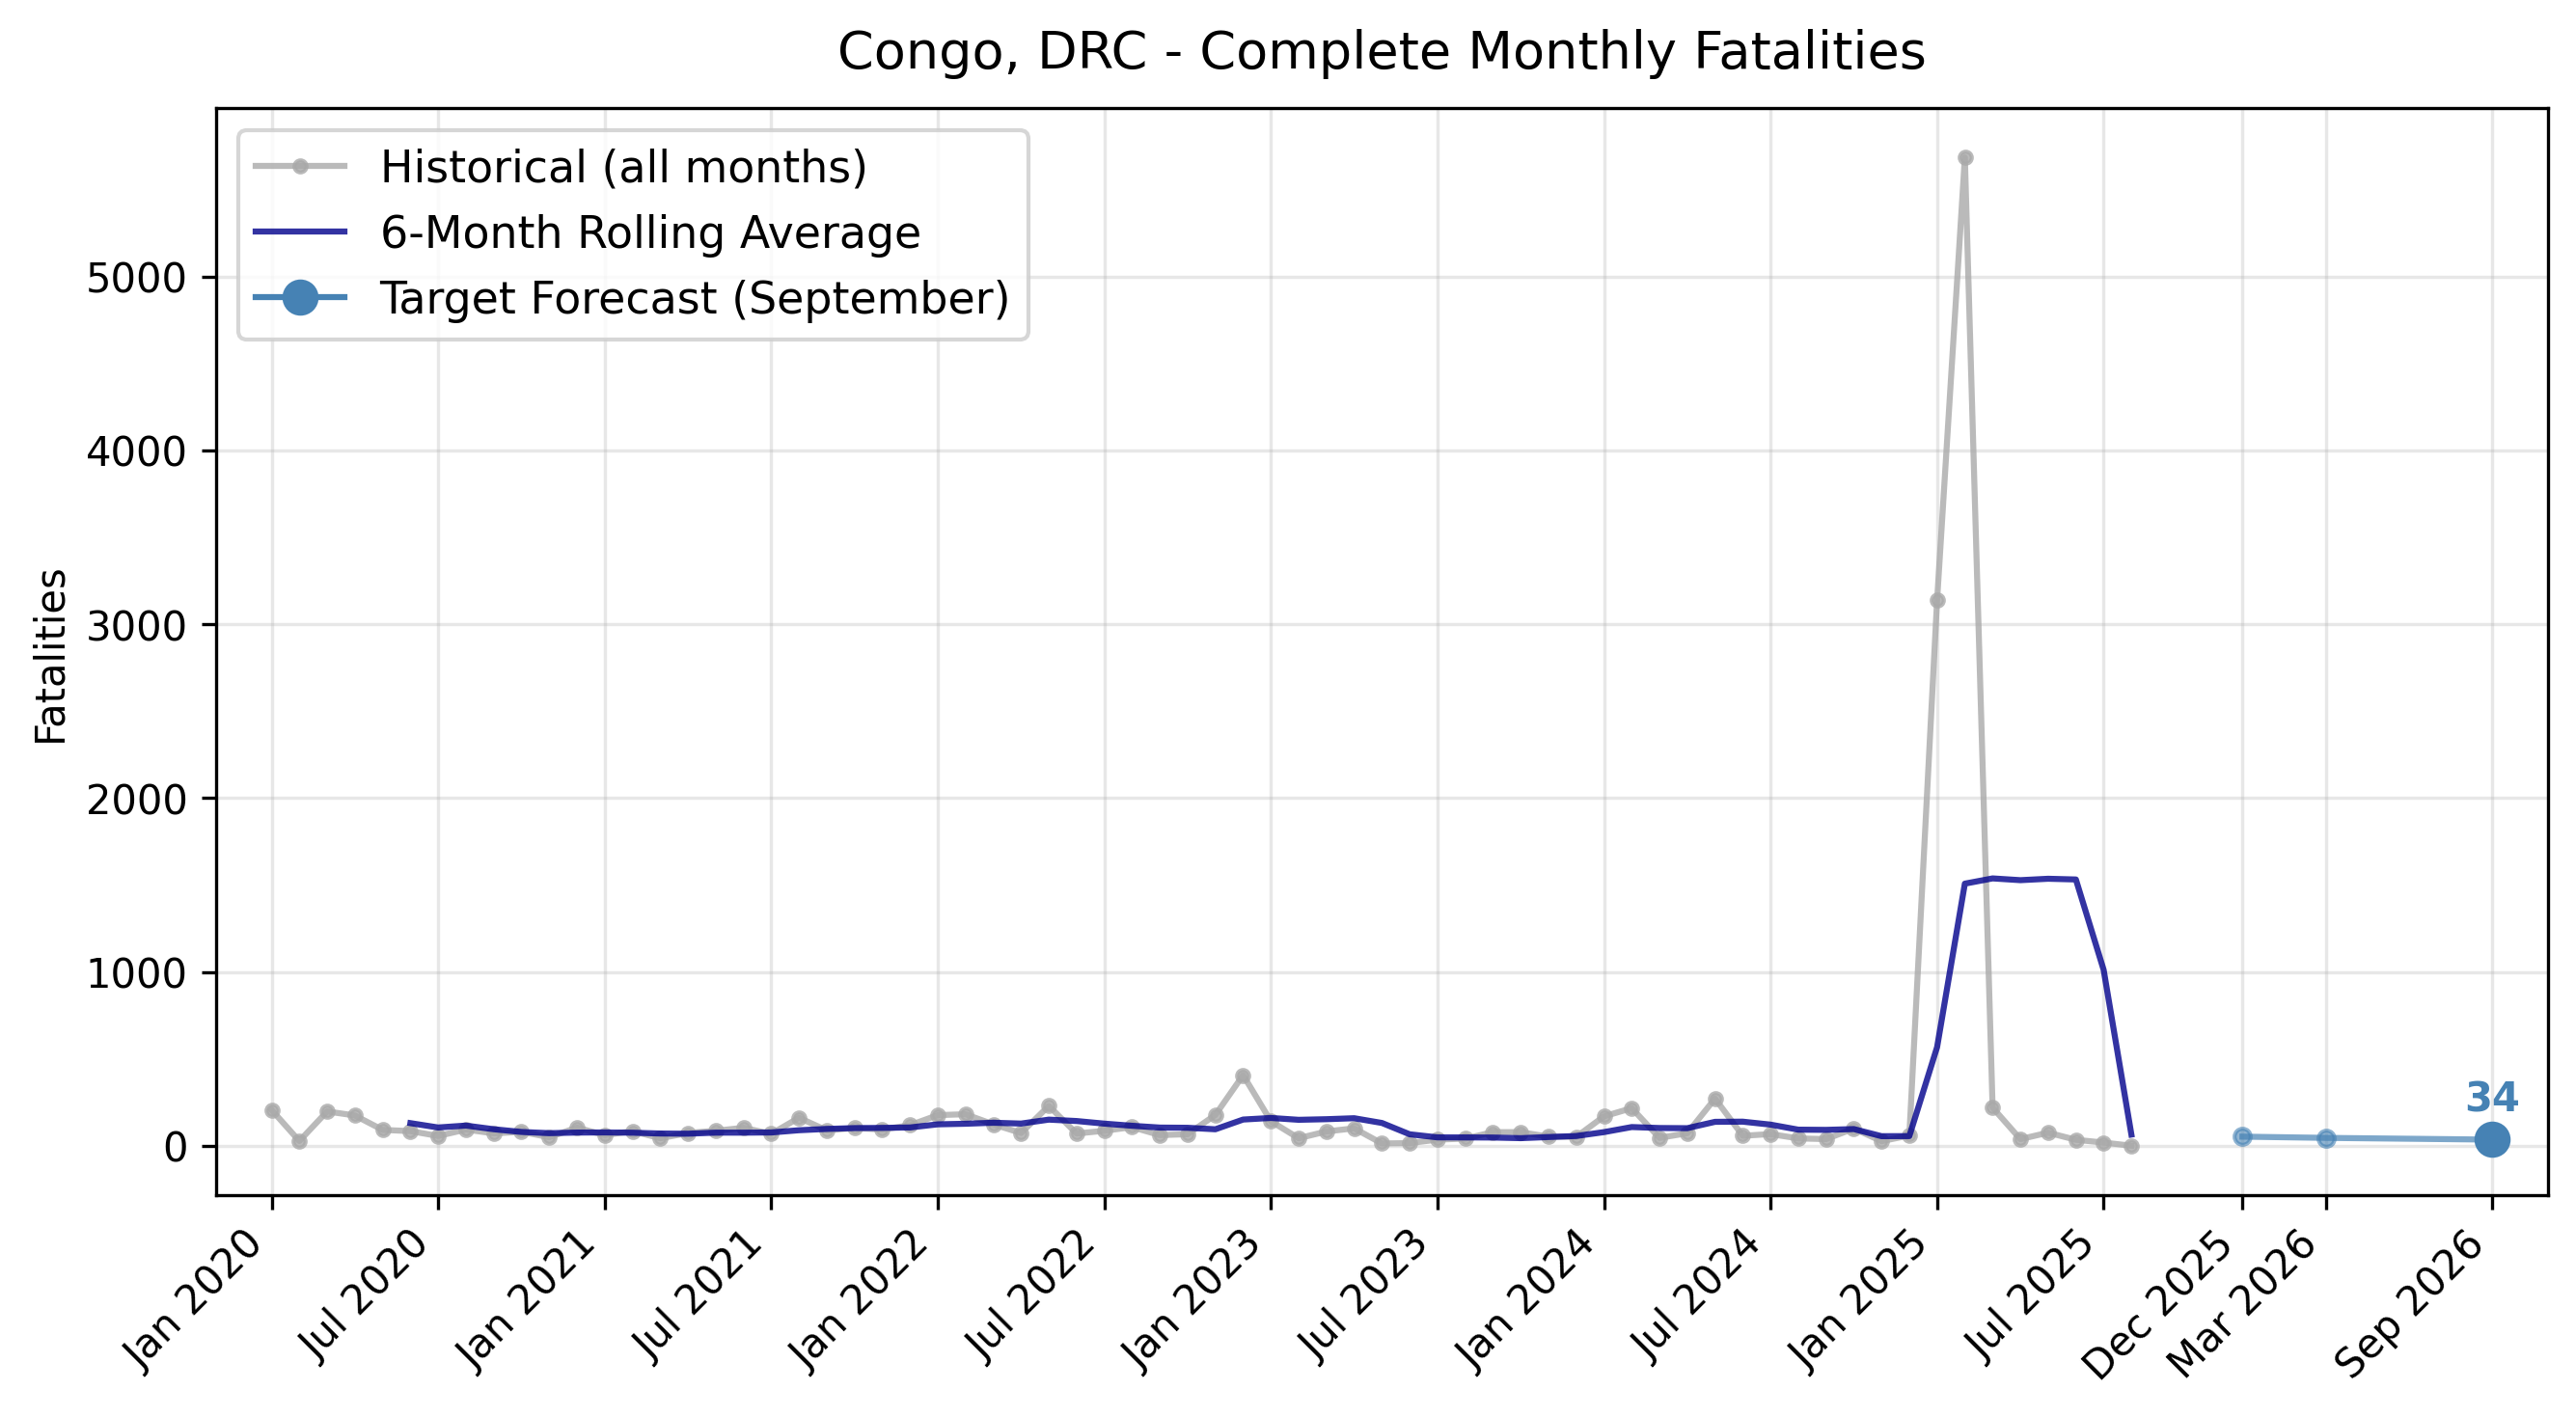 Congo, DRC - Complete Monthly Fatalities
Historical (all months)
6-Month Rolling Average
Target Forecast (September)
Fatalities
5000
4000
3000
2000
1000
0
34
Jan 2020
Jul 2020
Jan 2021
Jul 2021
Jan 2022
Jul 2022
Jan 2023
Jul 2023
Jan 2024
Jul 2024
Jan 2025
Jul 2025
Dec 2025
Mar 2026
Sep 2026